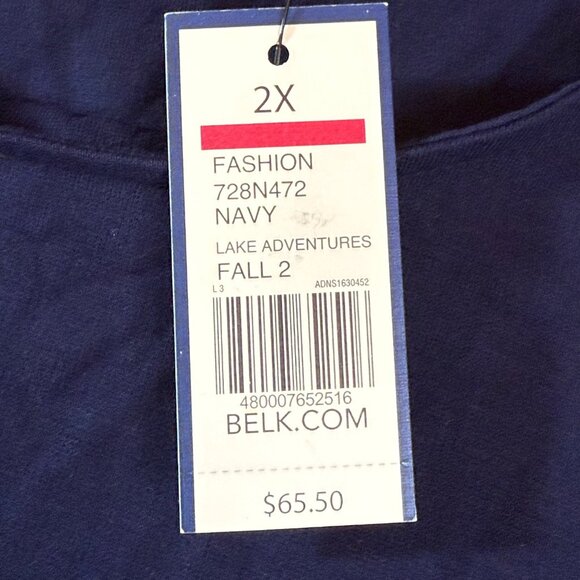 2X
FASHION
728N472
NAVY
LAKE ADVENTURES
FALL 2
L 3 ADNS1630452
480007652516
BELK.COM
$65.50